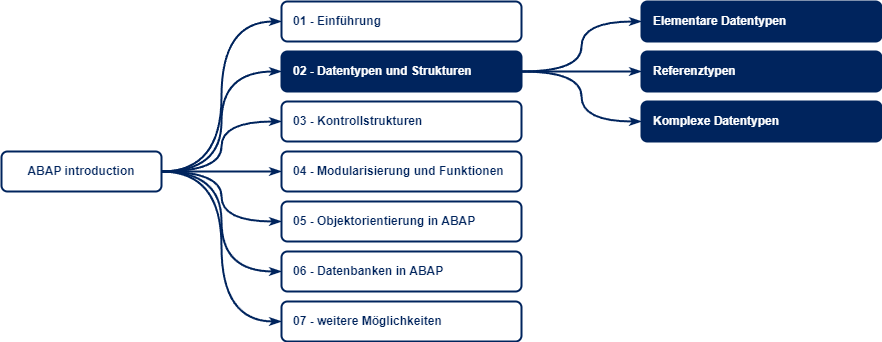 ABAP introduction
01 - Einführung
02 - Datentypen und Strukturen
03 - Kontrollstrukturen
04 - Modularisierung und Funktionen
05 - Objektorientierung in ABAP
06 - Datenbanken in ABAP
07 - weitere Möglichkeiten
Elementare Datentypen
Referenztypen
Komplexe Datentypen